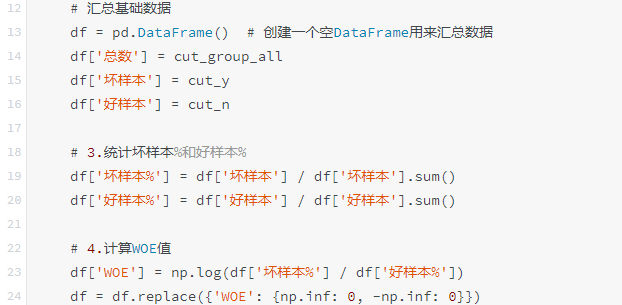 12 # 汇总基础数据
13 df = pd.DataFrame()  # 创建一个空DataFrame用来汇总数据
14 df['总数'] = cut_group_all
15 df['坏样本'] = cut_y
16 df['好样本'] = cut_n
17
18 # 3.统计坏样本%和好样本%
19 df['坏样本%'] = df['坏样本'] / df['坏样本'].sum()
20 df['好样本%'] = df['好样本'] / df['好样本'].sum()
21
22 # 4.计算WOE值
23 df['WOE'] = np.log(df['坏样本%'] / df['好样本%'])
24 df = df.replace({'WOE': {np.inf: 0, -np.inf: 0}})